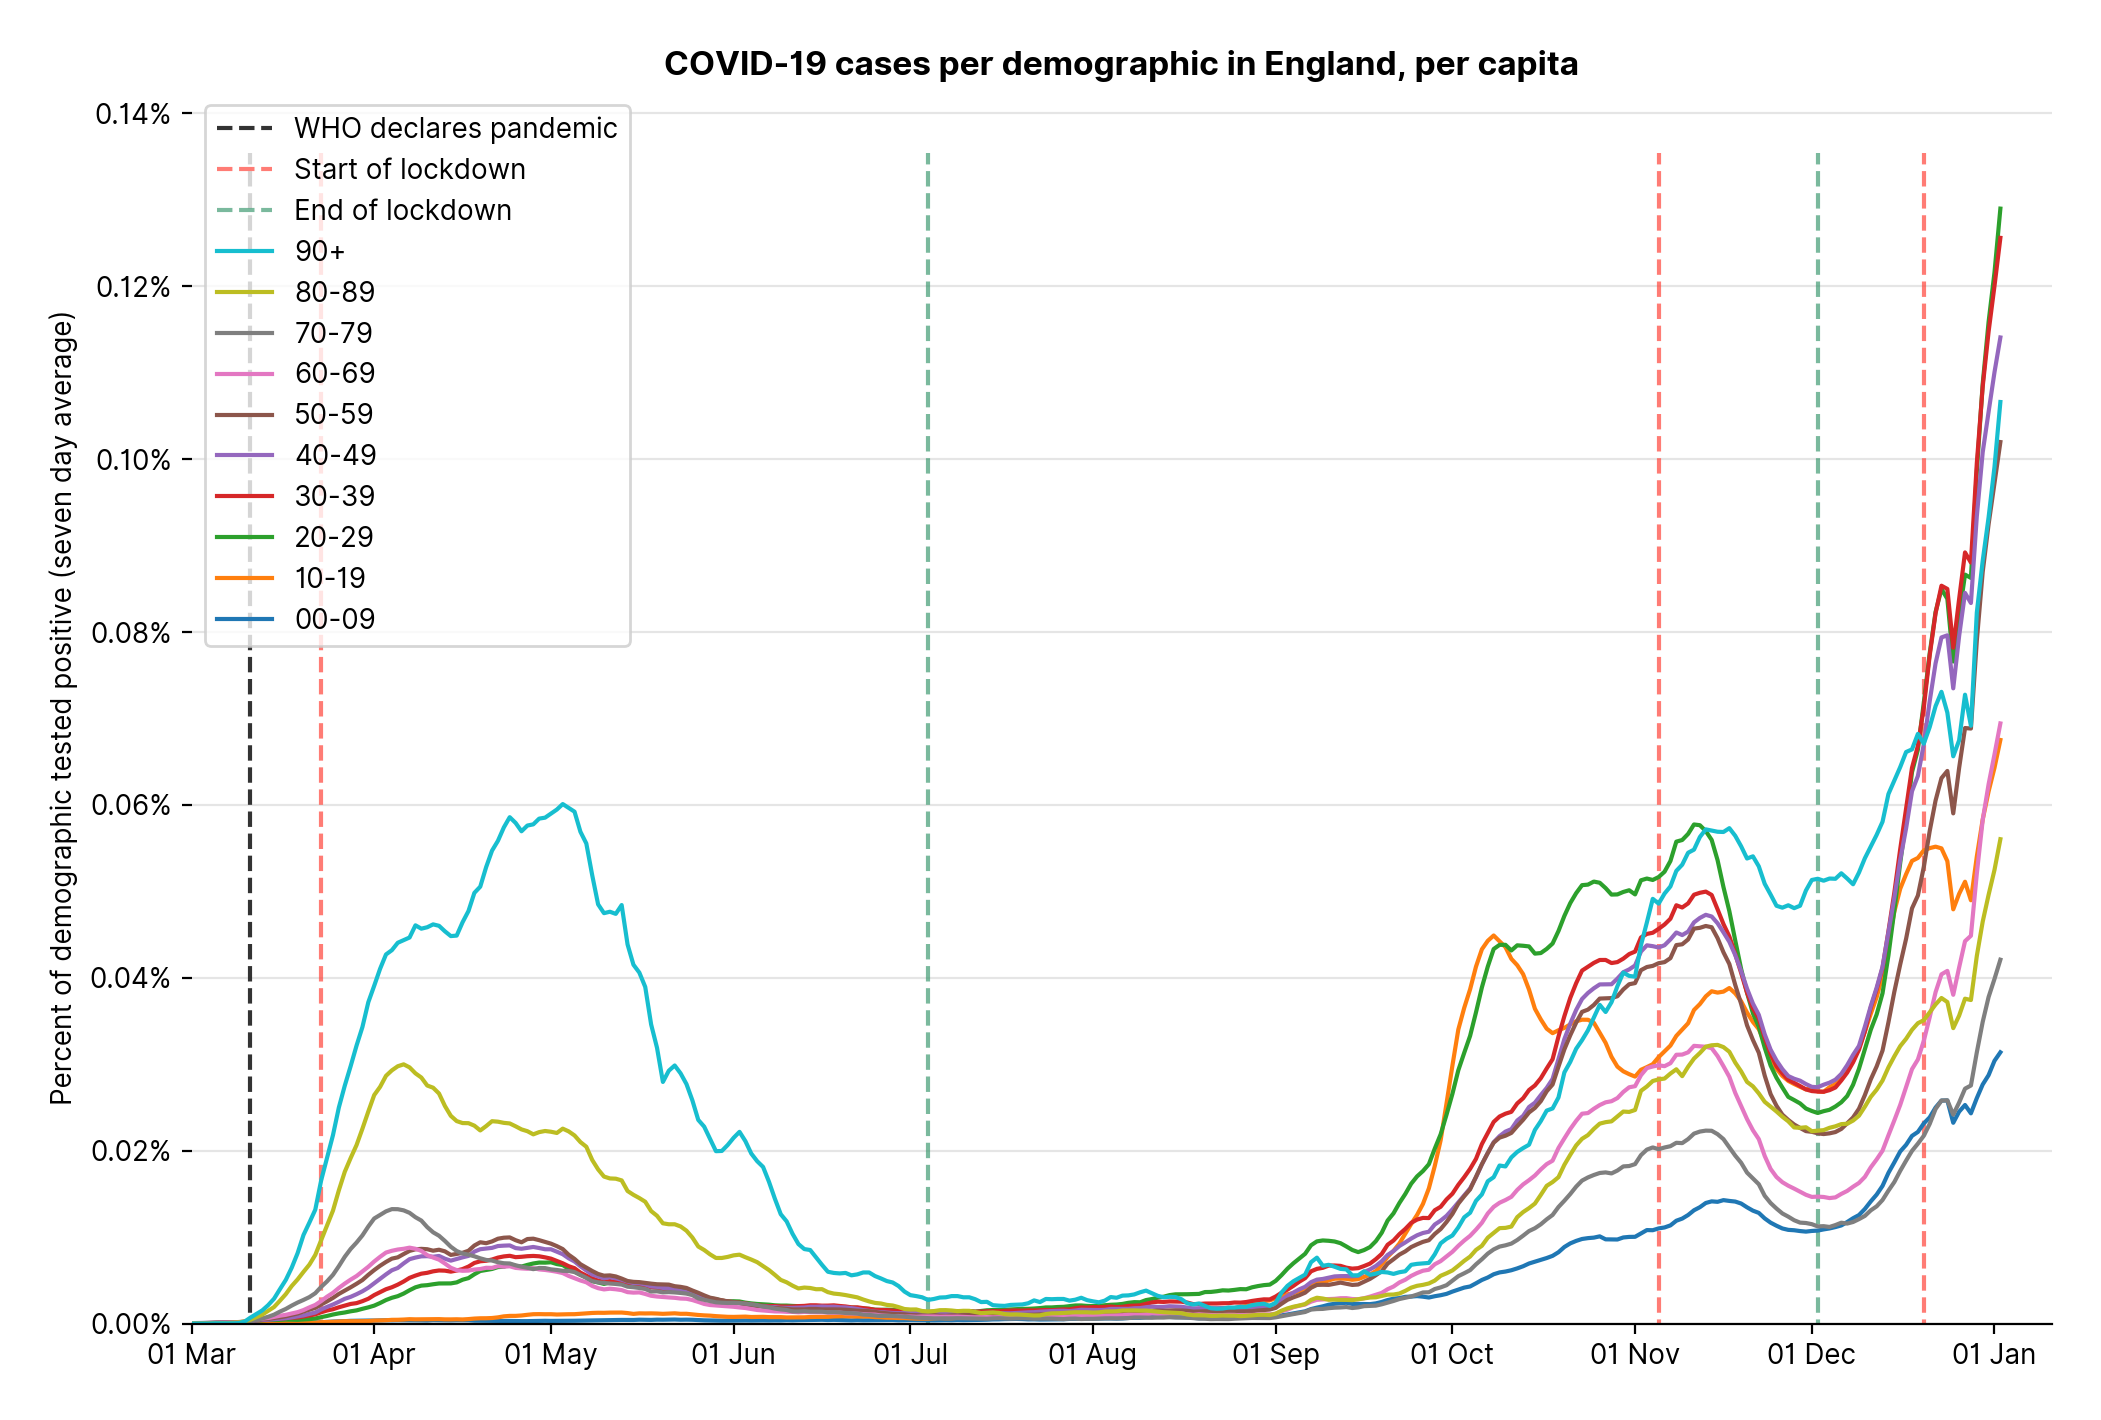 COVID-19 cases per demographic in England, per capita
Percent of demographic tested positive (seven day average)
0.14%
0.12%
0.10%
0.08%
0.06%
0.04%
0.02%
0.00%
WHO declares pandemic
Start of lockdown
End of lockdown
90+
80-89
70-79
60-69
50-59
40-49
30-39
20-29
10-19
00-09
01 Mar
01 Apr
01 May
01 Jun
01 Jul
01 Aug
01 Sep
01 Oct
01 Nov
01 Dec
01 Jan